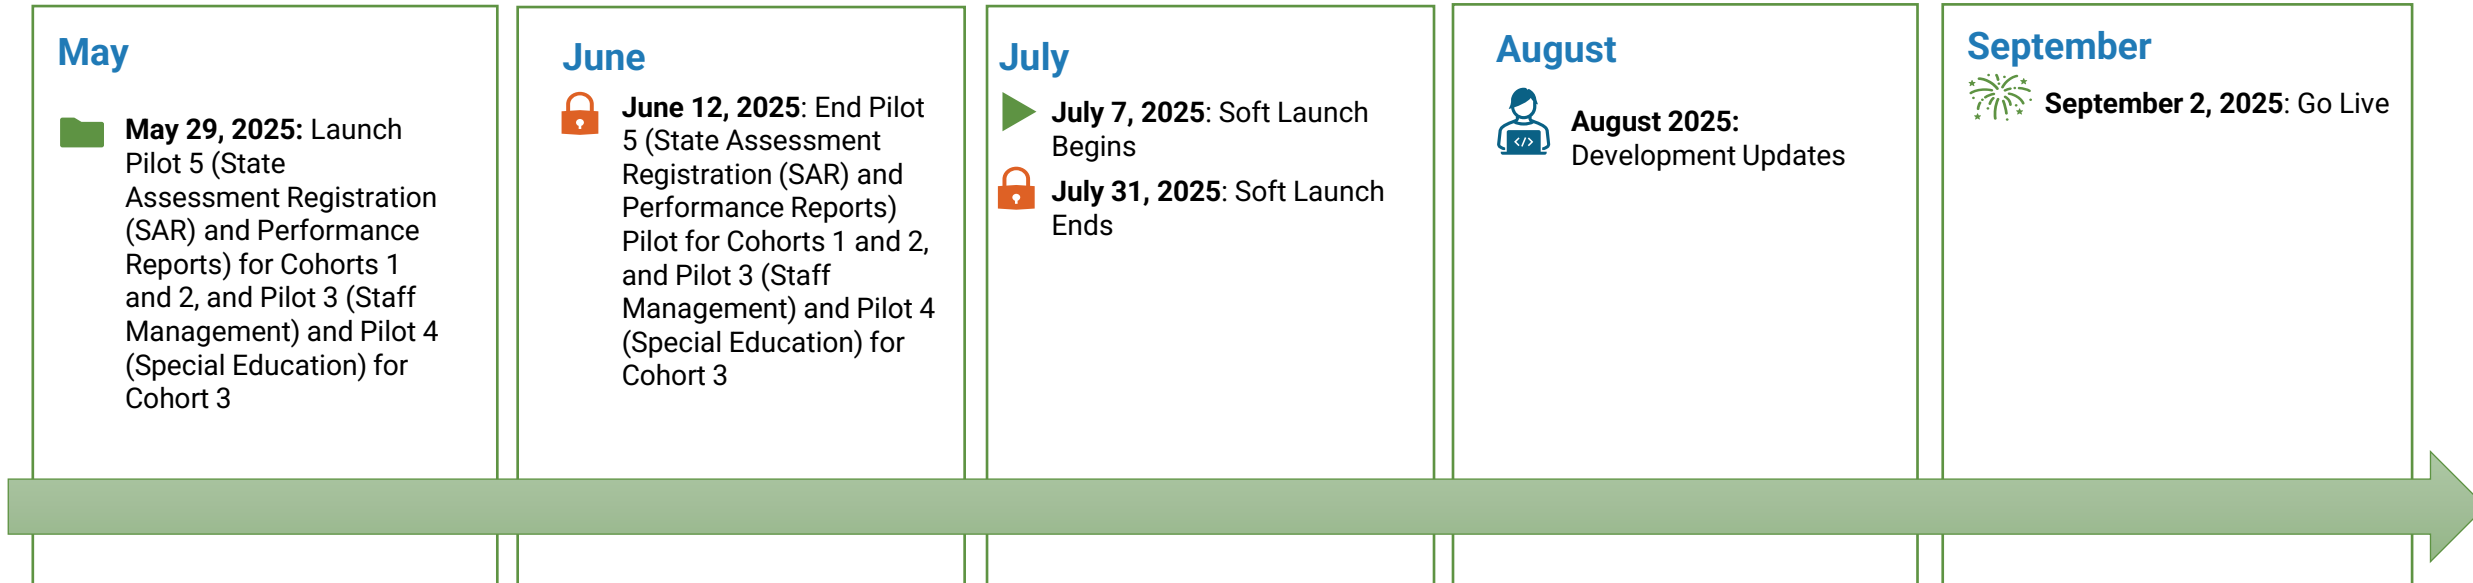 May
May 29, 2025: Launch
Pilot 5 (State
Assessment Registration
(SAR) and Performance
Reports) for Cohorts 1
and 2, and Pilot 3 (Staff
Management) and Pilot 4
(Special Education) for
Cohort 3
June
June 12, 2025: End Pilot
5 (State Assessment
Registration (SAR) and
Performance Reports)
Pilot for Cohorts 1 and 2,
and Pilot 3 (Staff
Management) and Pilot 4
(Special Education) for
Cohort 3
July
July 7, 2025: Soft Launch
Begins
July 31, 2025: Soft Launch
Ends
August
August 2025:
Development Updates
September
September 2, 2025: Go Live